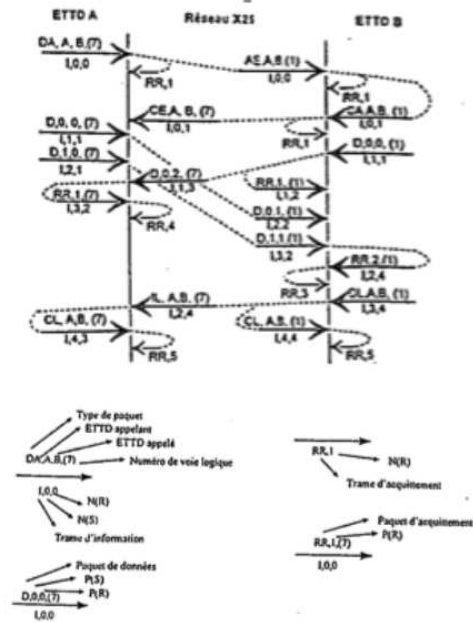 ETTD A Réseau X25 ETTD B
DA, A, B,(7)
I,0,0
RR,1
AE,A,B,(1)
I,0,0
RR,1
CE,A, B, (7)
I,0,1
RR,1
CA,A,B, (1)
I,0,1
D,0, 0, (7)
I,1,1
D,0,0, (1)
I,1,1
D,1,0, (7)
I,2,1
D,0,2, (7)
I,1,3
RR,1, (1)
I,1,2
RR,1, (7)
I,3,2
RR,4
D,0,1, (1)
I,2,2
D,1,1,(1)
I,3,2
RR,2,(1)
I,2,4
RR,3
IL, A,B, (7)
I,2,4
DL,A,B, (1)
I,3,4
CL, A,B, (7)
I,4,3
RR,5
CL, A,B, (1)
I,4,4
RR,5
Type de paquet
ETTD appelant
ETTD appelé
DA,A,B,(7)
Numéro de voie logique
I,0,0
N(R)
N(S)
Trame d'information
Paquet de données
P(S)
P(R)
D,0,0,(7)
I,0,0
RR,1
N(R)
Trame d'acquittement
Paquet d'acquittement
P(R)
RR,1,(7)
I,0,0